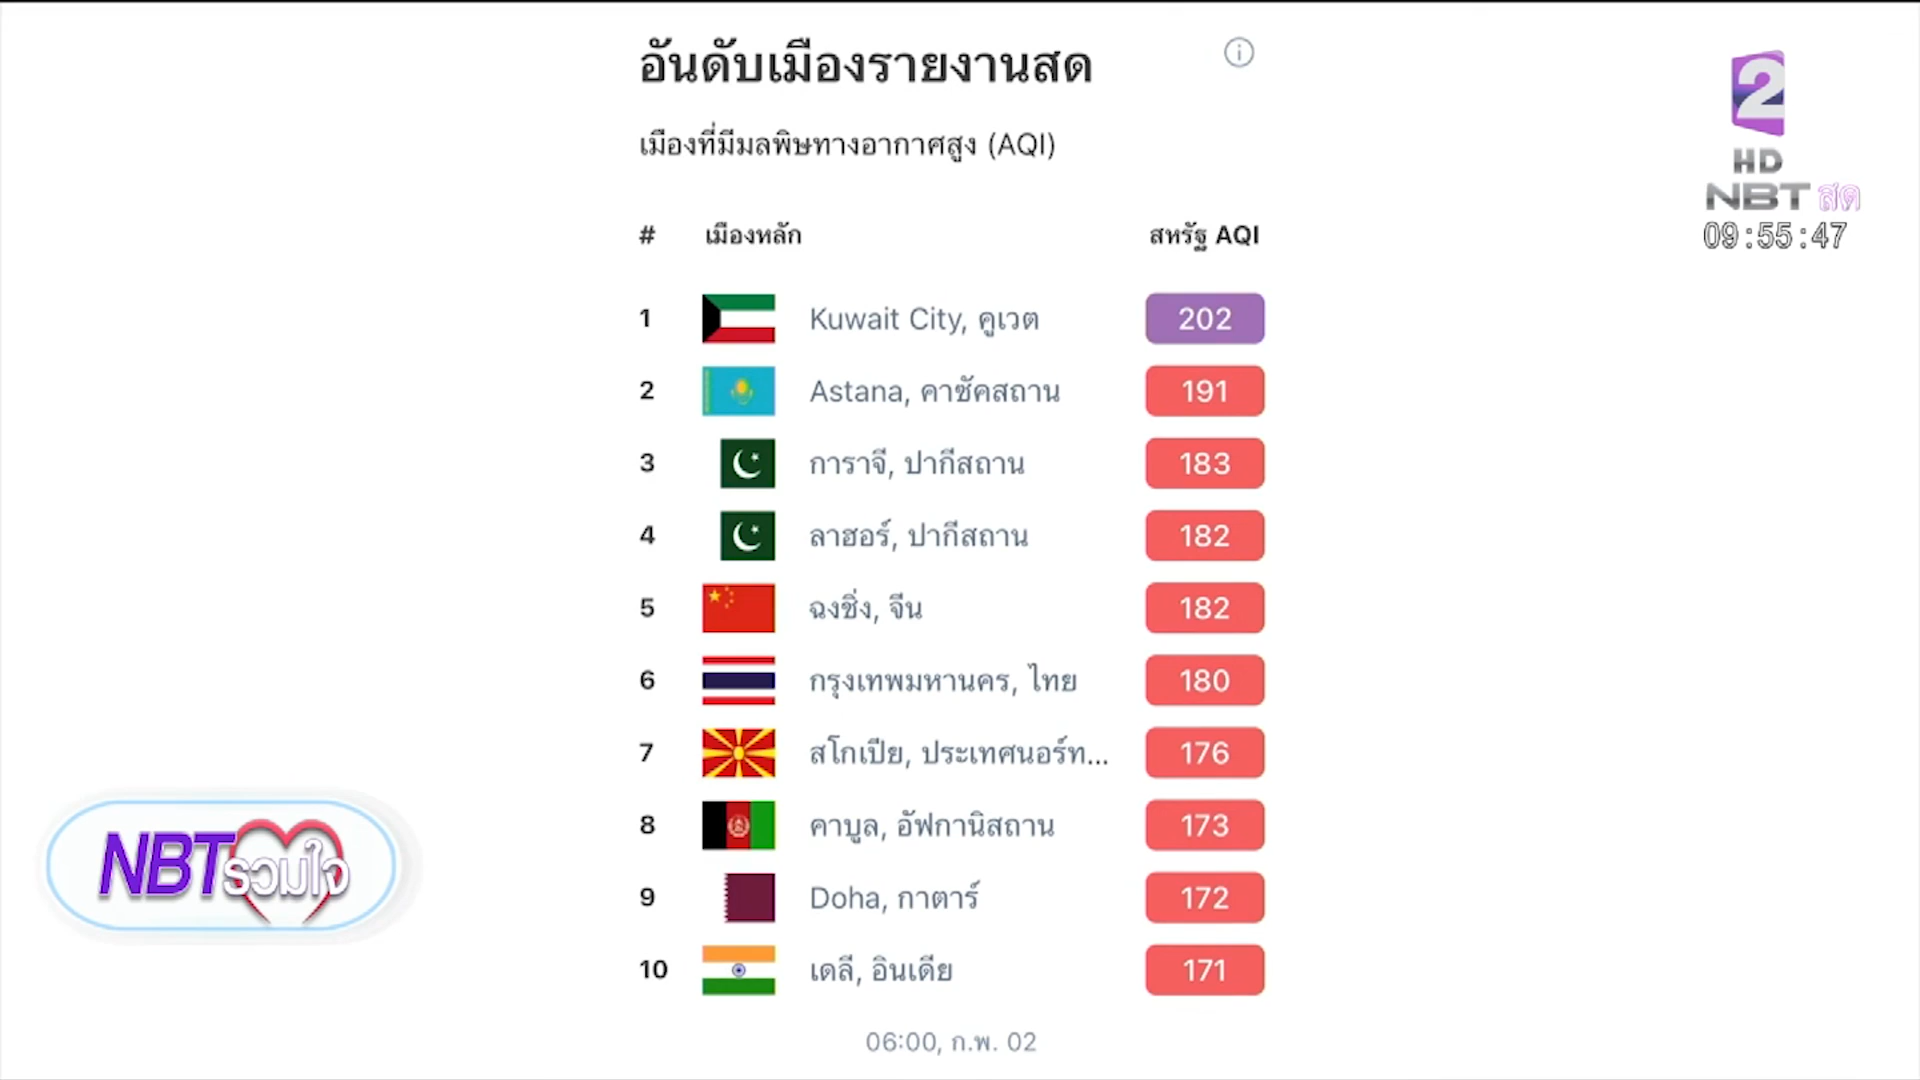 อันดับเมืองรายงานสด
เมืองที่มีมลพิษทางอากาศสูง (AQI)
# เมืองหลัก สหรัฐ AQI
1 Kuwait City, คูเวต 202
2 Astana, คาซัคสถาน 191
3 การาจี, ปากีสถาน 183
4 ลาฮอร์, ปากีสถาน 182
5 ฉงชิ่ง, จีน 182
6 กรุงเทพมหานคร, ไทย 180
7 สโกเปีย, ประเทศนอร์ท... 176
8 คาบูล, อัฟกานิสถาน 173
9 Doha, กาตาร์ 172
10 เดลี, อินเดีย 171
06:00, ก.พ. 02
2
HD
NBT สด
09:55:47
NBTรวมใจ